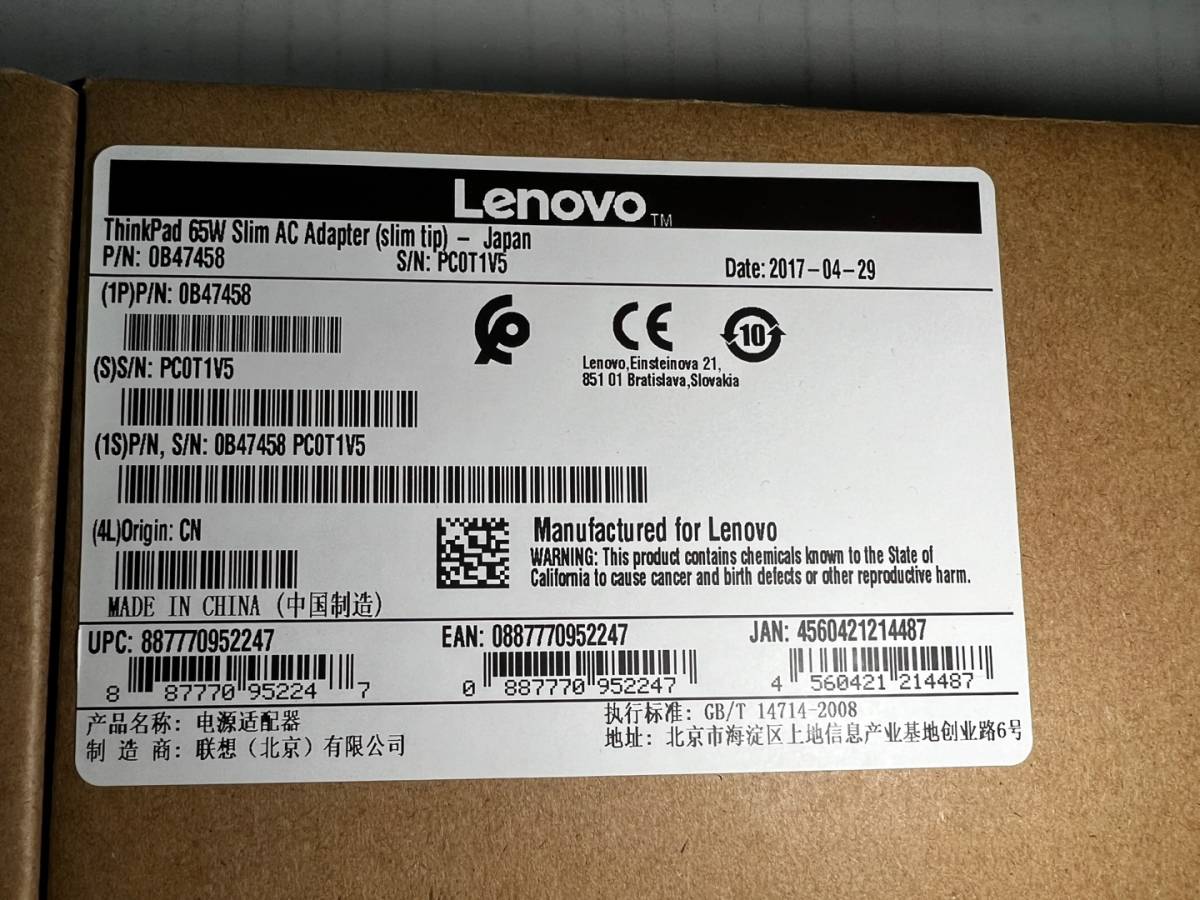 Lenovo™
ThinkPad 65W Slim AC Adapter (slim tip) – Japan
P/N: 0B47458 S/N: PC0T1V5 Date: 2017-04-29
(1P)P/N: 0B47458
(S)S/N: PC0T1V5
(1S)P/N, S/N: 0B47458 PC0T1V5
CE
10
Lenovo,Einsteinova 21,
851 01 Bratislava,Slovakia
(4L)Origin: CN
MADE IN CHINA (中国制造)
Manufactured for Lenovo
WARNING: This product contains chemicals known to the State of
California to cause cancer and birth defects or other reproductive harm.
UPC: 887770952247 EAN: 0887770952247 JAN: 4560421214487
8 87770 95224 7 0 887770 952247 4 560421 214487
产品名称: 电源适配器
制 造 商: 联想（北京）有限公司
执行标准: GB/T 14714-2008
地址: 北京市海淀区上地信息产业基地创业路6号